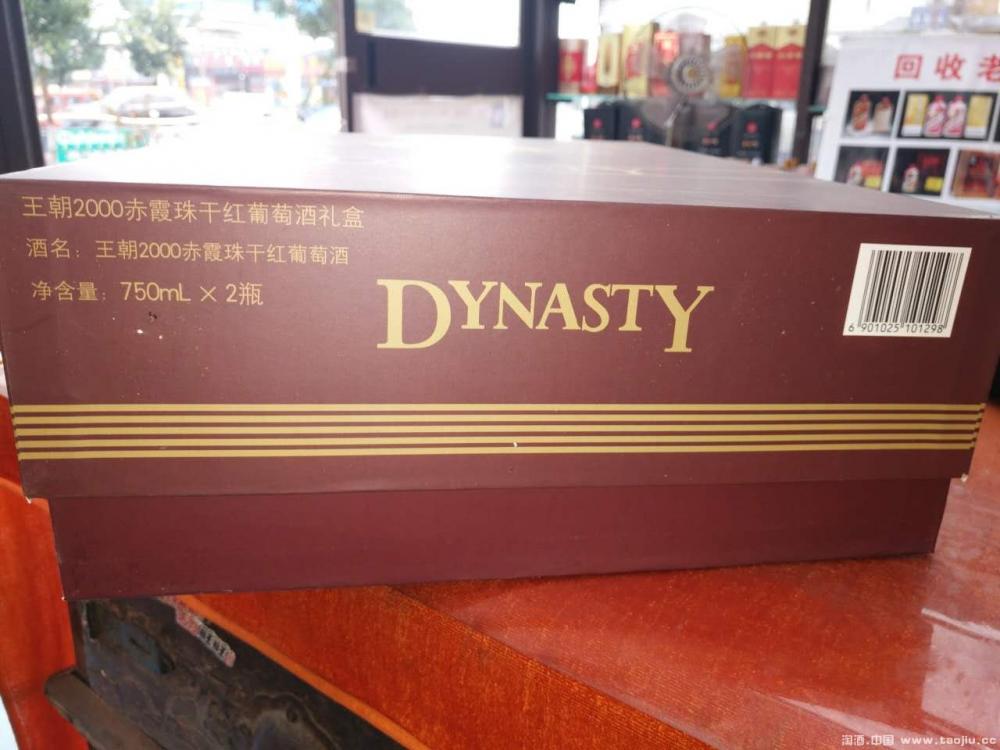 回收老
王朝2000赤霞珠干红葡萄酒礼盒
酒名：王朝2000赤霞珠干红葡萄酒
净含量：750mL × 2瓶
DYNASTY
6 901025 101298
淘酒.中国 www.taojiu.cc